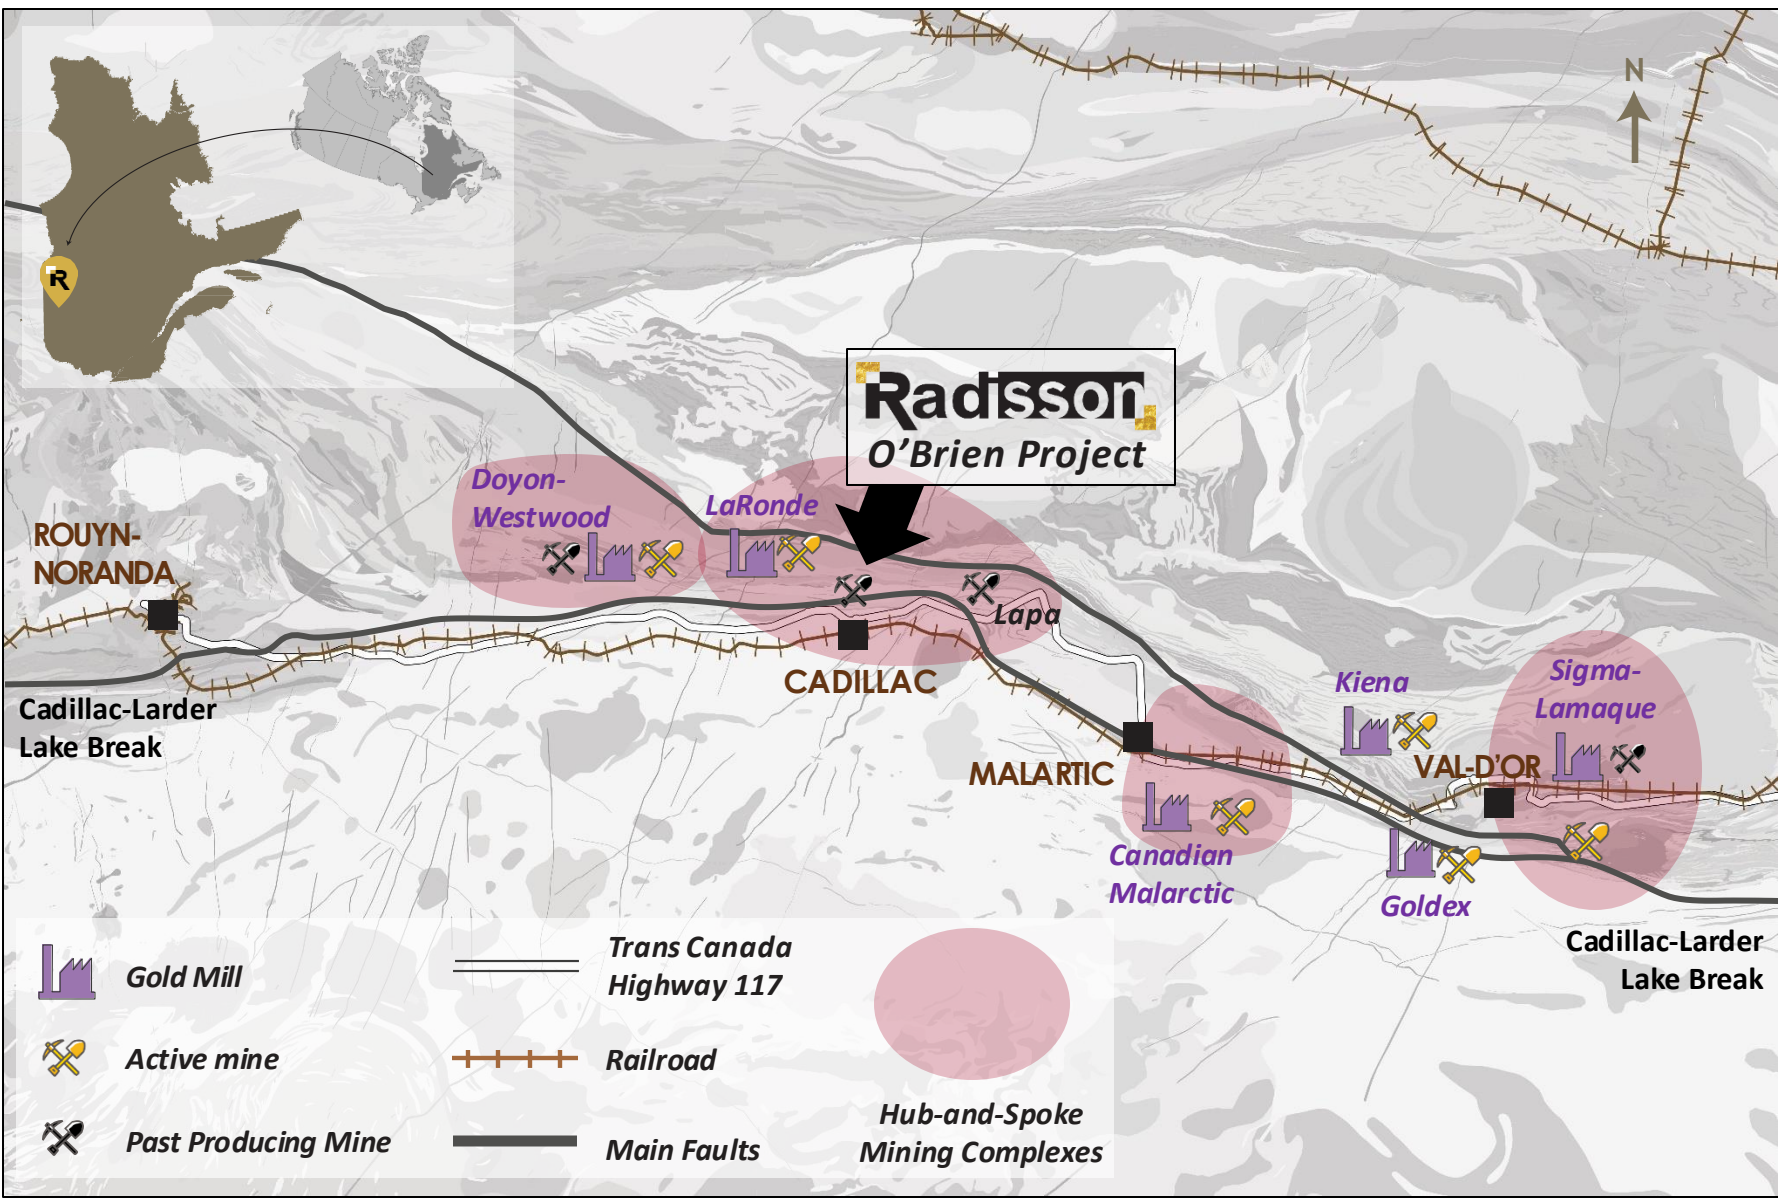 N
R
Radisson
O'Brien Project
Doyon-
Westwood
LaRonde
ROUYN-
NORANDA
Lapa
CADILLAC
Cadillac-Larder
Lake Break
Kiena
Sigma-
Lamaque
MALARTIC
VAL-D'OR
Canadian
Malarctic
Goldex
Cadillac-Larder
Lake Break
Gold Mill
Active mine
Past Producing Mine
Trans Canada
Highway 117
Railroad
Main Faults
Hub-and-Spoke
Mining Complexes